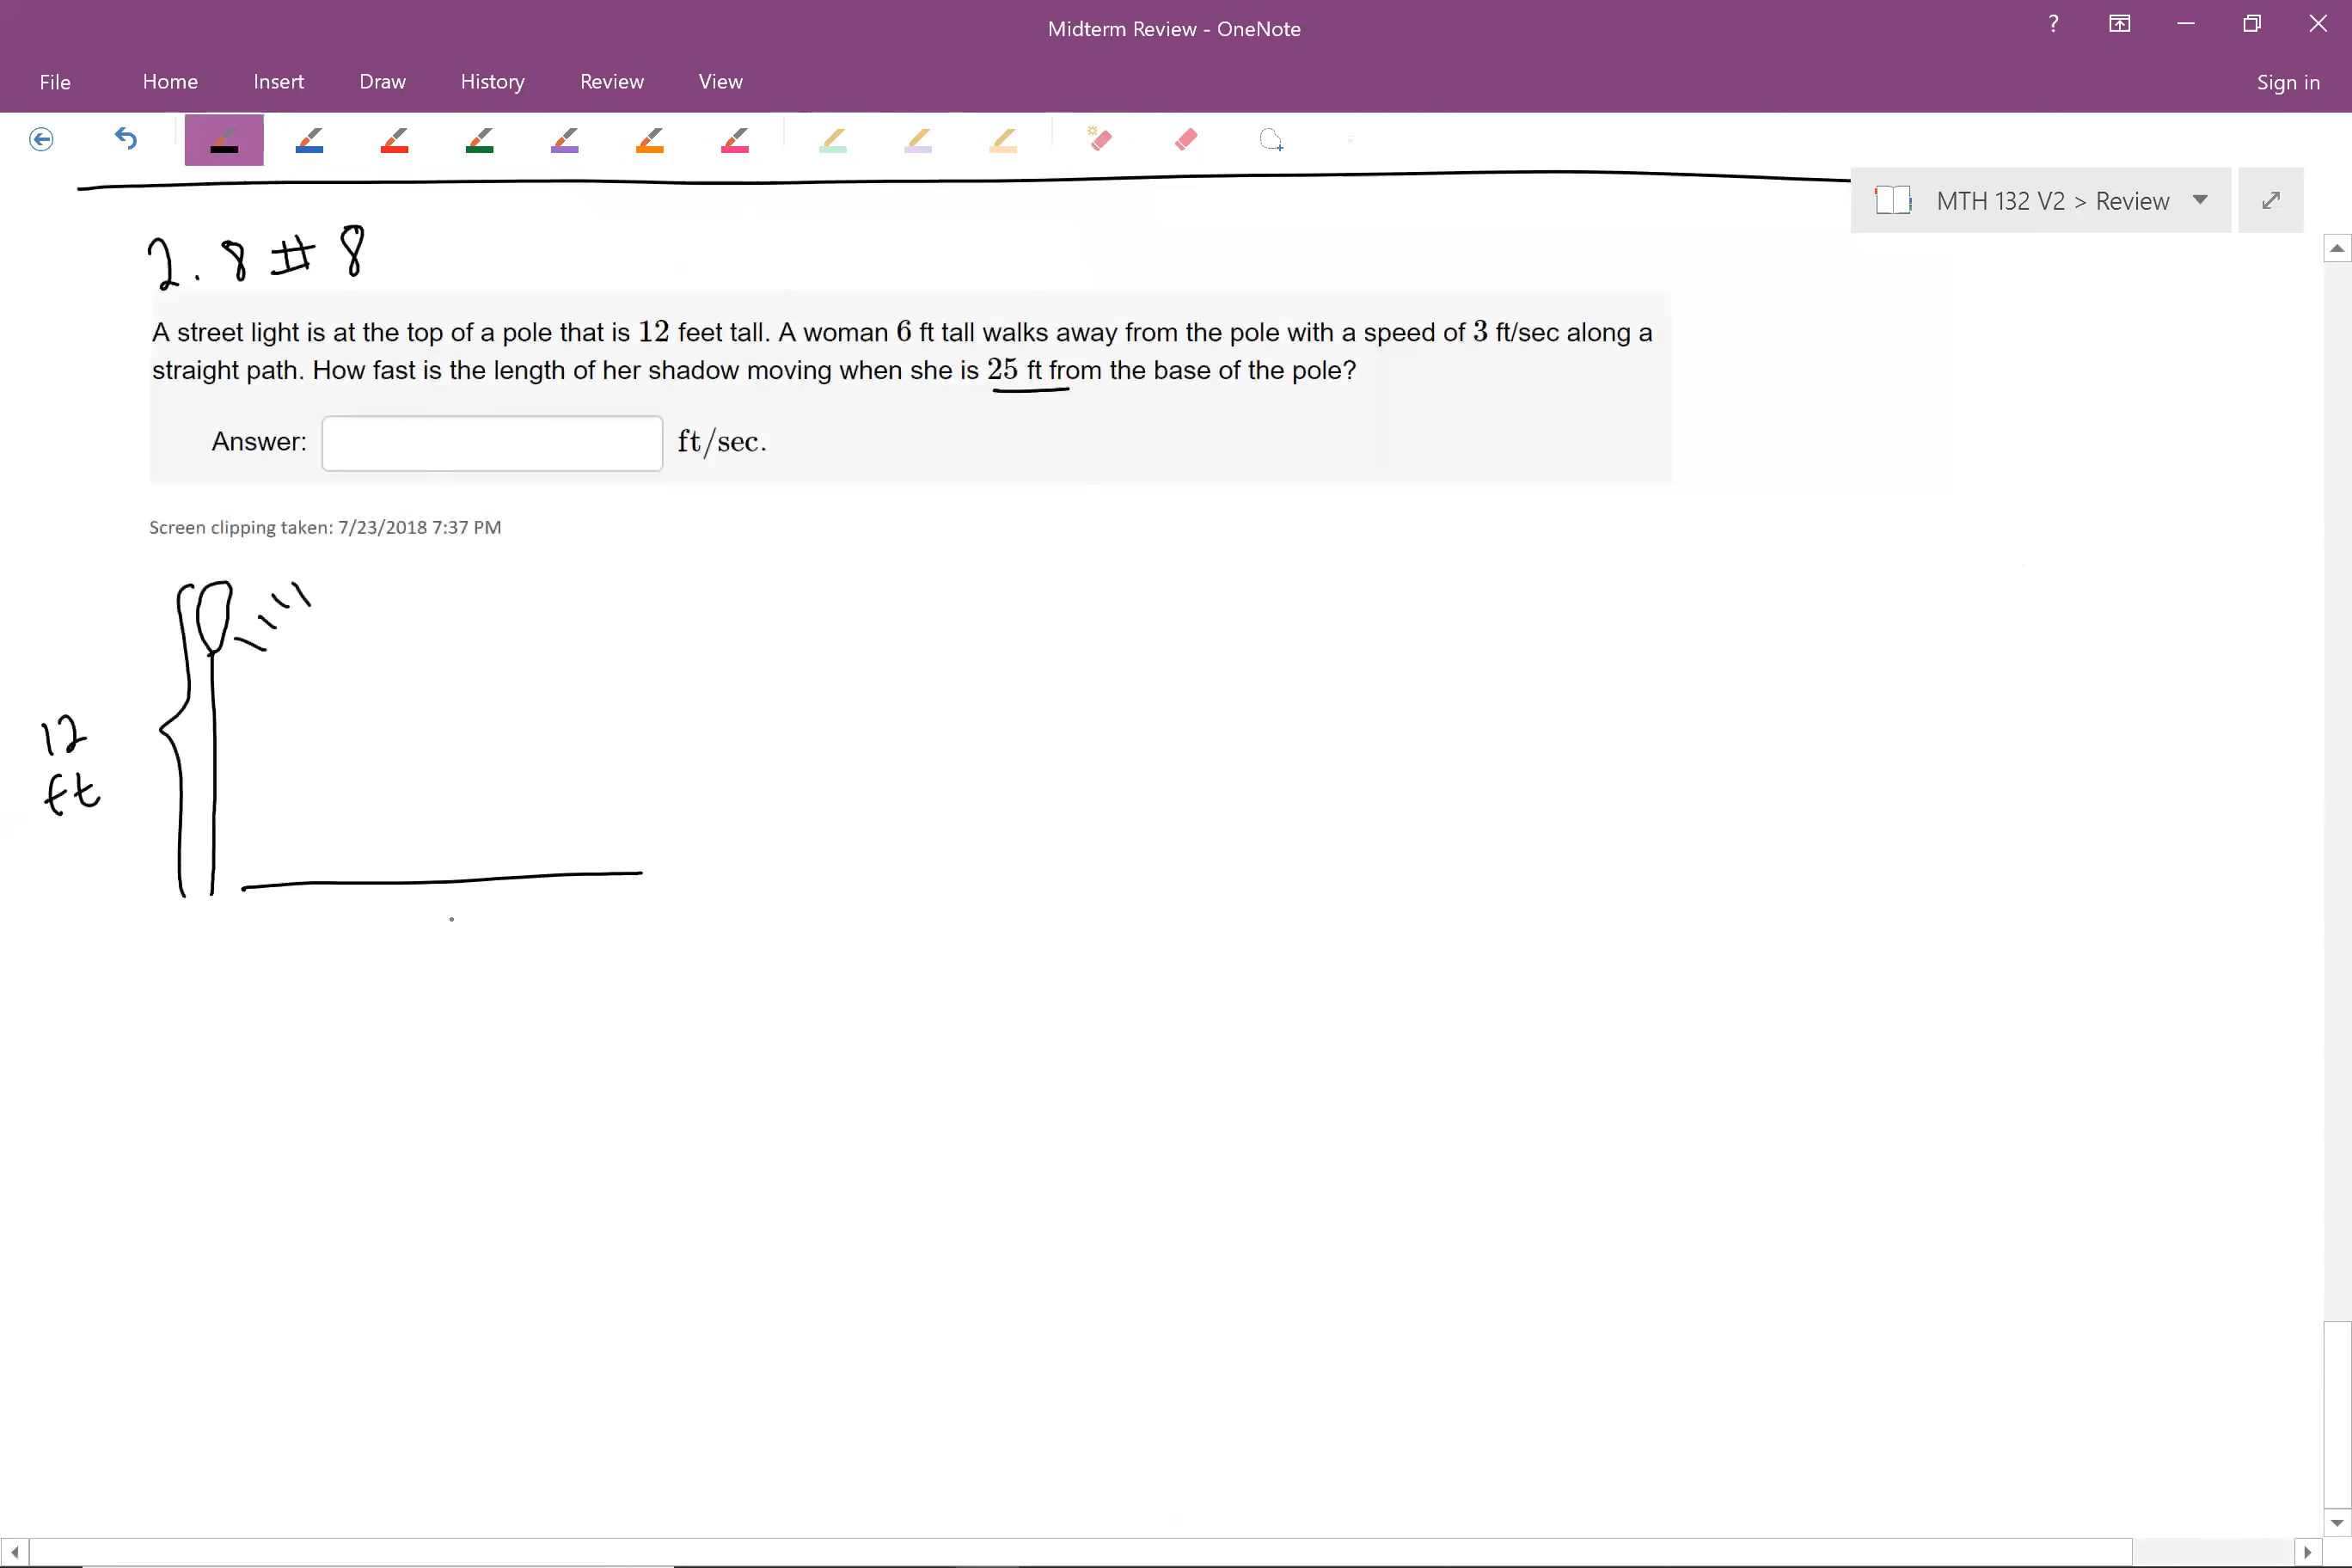 Midterm Review - OneNote
?
File Home Insert Draw History Review View Sign in
MTH 132 V2 > Review
2.8 # 8
A street light is at the top of a pole that is 12 feet tall. A woman 6 ft tall walks away from the pole with a speed of 3 ft/sec along a
straight path. How fast is the length of her shadow moving when she is 25 ft from the base of the pole?
Answer: ft/sec.
Screen clipping taken: 7/23/2018 7:37 PM
12
ft